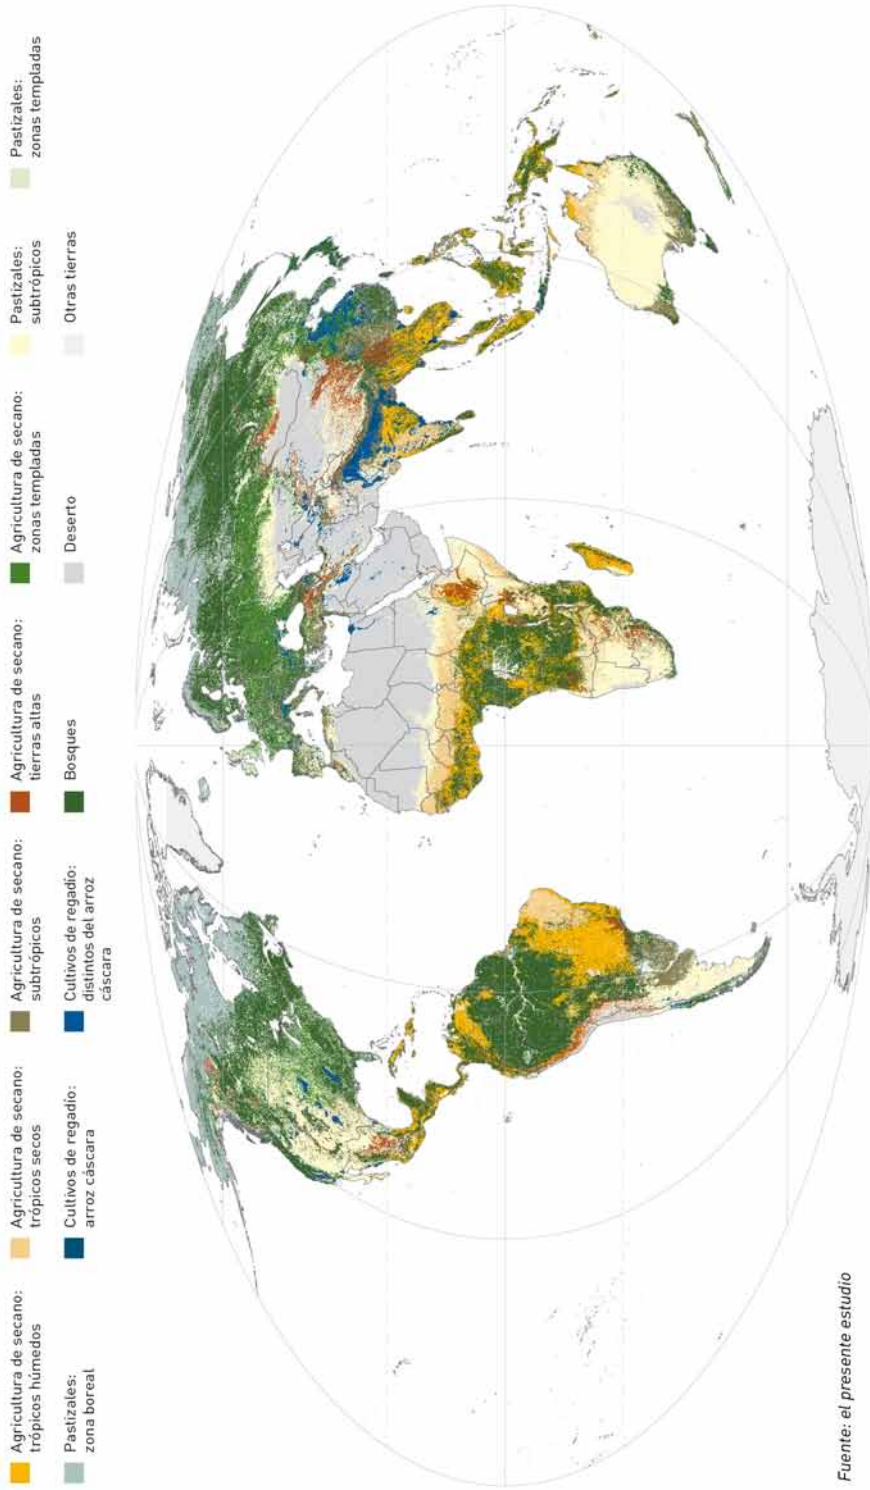 Agricultura de secano:
trópicos húmedos
Agricultura de secano:
trópicos secos
Agricultura de secano:
subtrópicos
Agricultura de secano:
tierras altas
Agricultura de secano:
zonas templadas
Pastizales:
subtrópicos
Pastizales:
zonas templadas
Pastizales:
zona boreal
Cultivos de regadío:
arroz cáscara
Cultivos de regadío:
distintos del arroz
cáscara
Bosques
Deserto
Otras tierras
Fuente: el presente estudio